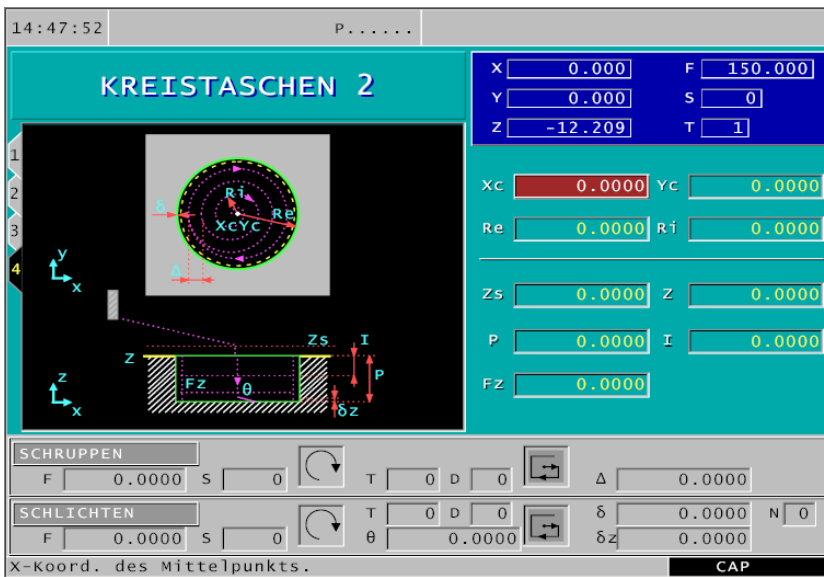 14:47:52 P......
KREISTASCHEN 2
X 0.000 F 150.000
Y 0.000 S 0
Z -12.209 T 1
1
2
3
4
δ Ri Re
XcYc
Δ
y
x
Zs I
Z
P
Fz θ
δz
z
x
Xc 0.0000 Yc 0.0000
Re 0.0000 Ri 0.0000
Zs 0.0000 Z 0.0000
P 0.0000 I 0.0000
Fz 0.0000
SCHRUPPEN
F 0.0000 S 0 T 0 D 0 Δ 0.0000
SCHLICHTEN
T 0 D 0 δ 0.0000 N 0
F 0.0000 S 0 θ 0.0000 δz 0.0000
X-Koord. des Mittelpunkts. CAP